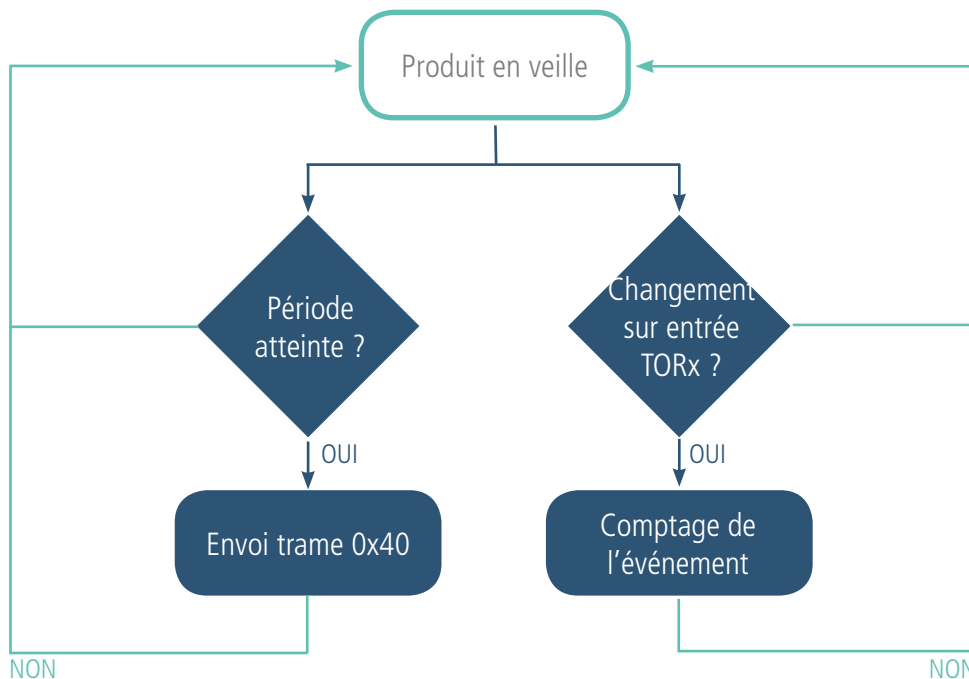 Produit en veille
Période
atteinte ?
Changement
sur entrée
TORx ?
OUI
OUI
Envoi trame 0x40
Comptage de
l'événement
NON
NON